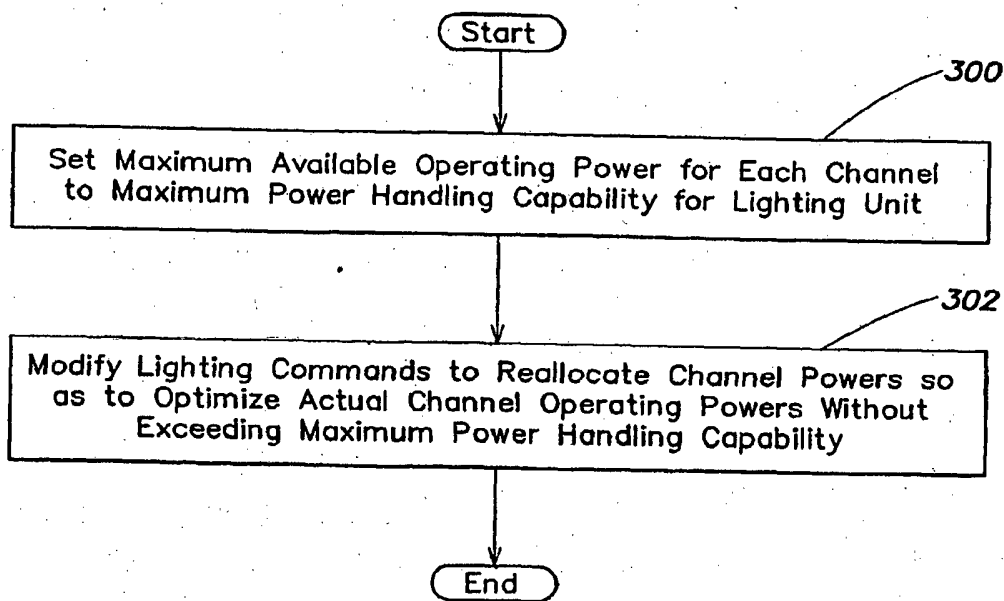 Start
300
Set Maximum Available Operating Power for Each Channel
to Maximum Power Handling Capability for Lighting Unit
302
Modify Lighting Commands to Reallocate Channel Powers so
as to Optimize Actual Channel Operating Powers Without
Exceeding Maximum Power Handling Capability
End